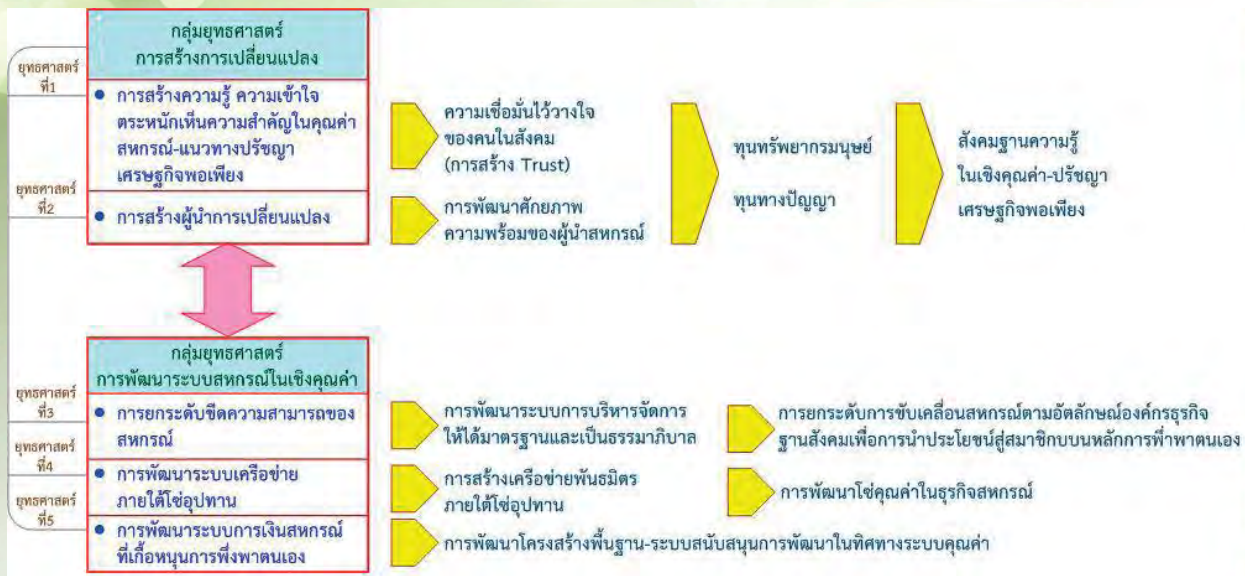 กลุ่มยุทธศาสตร์
การสร้างการเปลี่ยนแปลง
ยุทธศาสตร์
ที่1
• การสร้างความรู้ ความเข้าใจ
ตระหนักเห็นความสำคัญในคุณค่า
สหกรณ์-แนวทางปรัชญา
เศรษฐกิจพอเพียง
ความเชื่อมั่นไว้วางใจ
ของคนในสังคม
(การสร้าง Trust)
ยุทธศาสตร์
ที่2
• การสร้างผู้นำการเปลี่ยนแปลง
การพัฒนาศักยภาพ
ความพร้อมของผู้นำสหกรณ์
ทุนทรัพยากรมนุษย์
ทุนทางปัญญา
สังคมฐานความรู้
ในเชิงคุณค่า-ปรัชญา
เศรษฐกิจพอเพียง
กลุ่มยุทธศาสตร์
การพัฒนาระบบสหกรณ์ในเชิงคุณค่า
ยุทธศาสตร์
ที่3
• การยกระดับขีดความสามารถของ
สหกรณ์
การพัฒนาระบบการบริหารจัดการ
ให้ได้มาตรฐานและเป็นธรรมาภิบาล
การยกระดับการขับเคลื่อนสหกรณ์ตามอัตลักษณ์องค์กรธุรกิจ
ฐานสังคมเพื่อการนำประโยชน์สู่สมาชิกบบนหลักการพึ่าพาตนเอง
ยุทธศาสตร์
ที่4
• การพัฒนาระบบเครือข่าย
ภายใต้โซ่อุปทาน
การสร้างเครือข่ายพันธมิตร
ภายใต้โซ่อุปทาน
การพัฒนาโซ่คุณค่าในธุรกิจสหกรณ์
ยุทธศาสตร์
ที่5
• การพัฒนาระบบการเงินสหกรณ์
ที่เกื้อหนุนการพึ่งพาตนเอง
การพัฒนาโครงสร้างพื้นฐาน-ระบบสนับสนุนการพัฒนาในทิศทางระบบคุณค่า